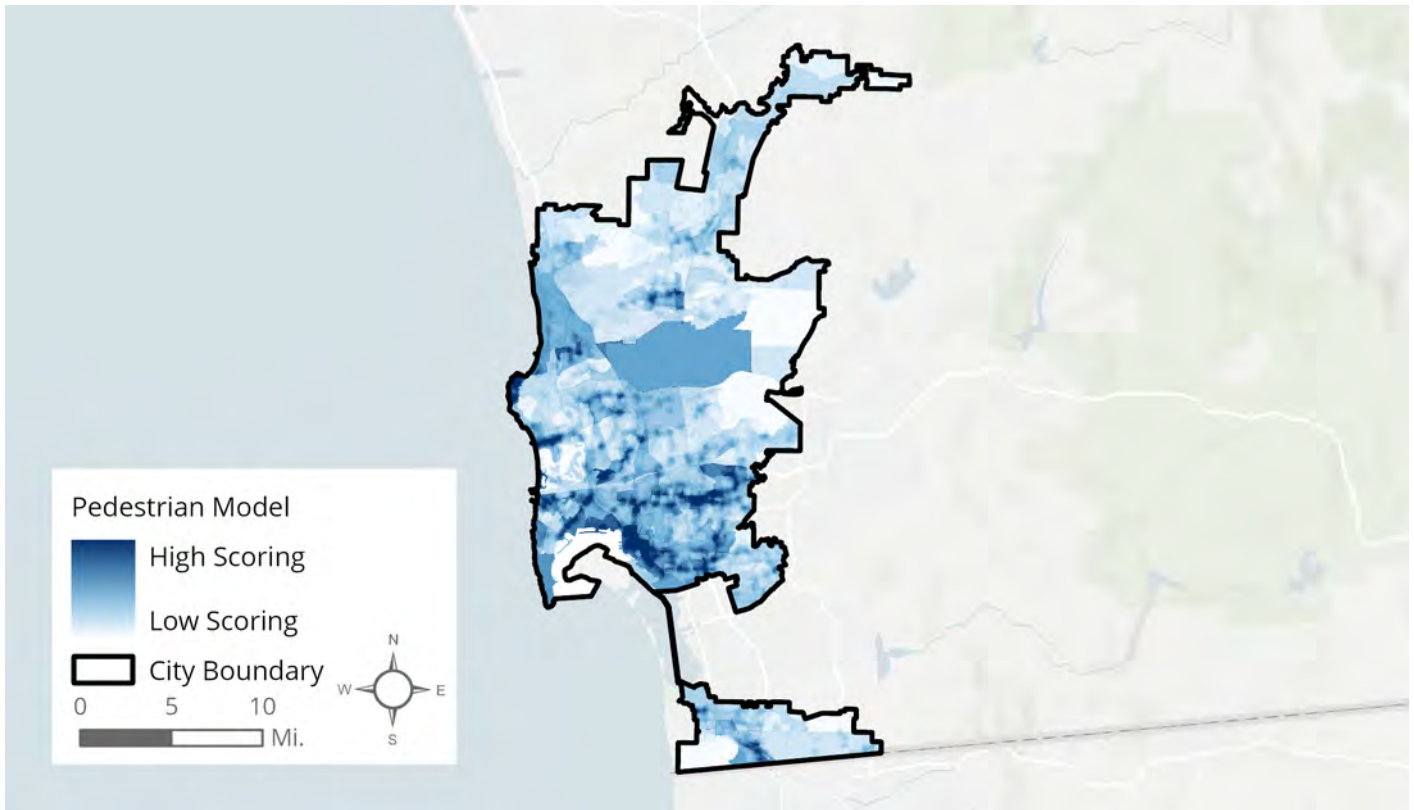 Pedestrian Model
High Scoring
Low Scoring
City Boundary
0 5 10
Mi.
N
W E
S